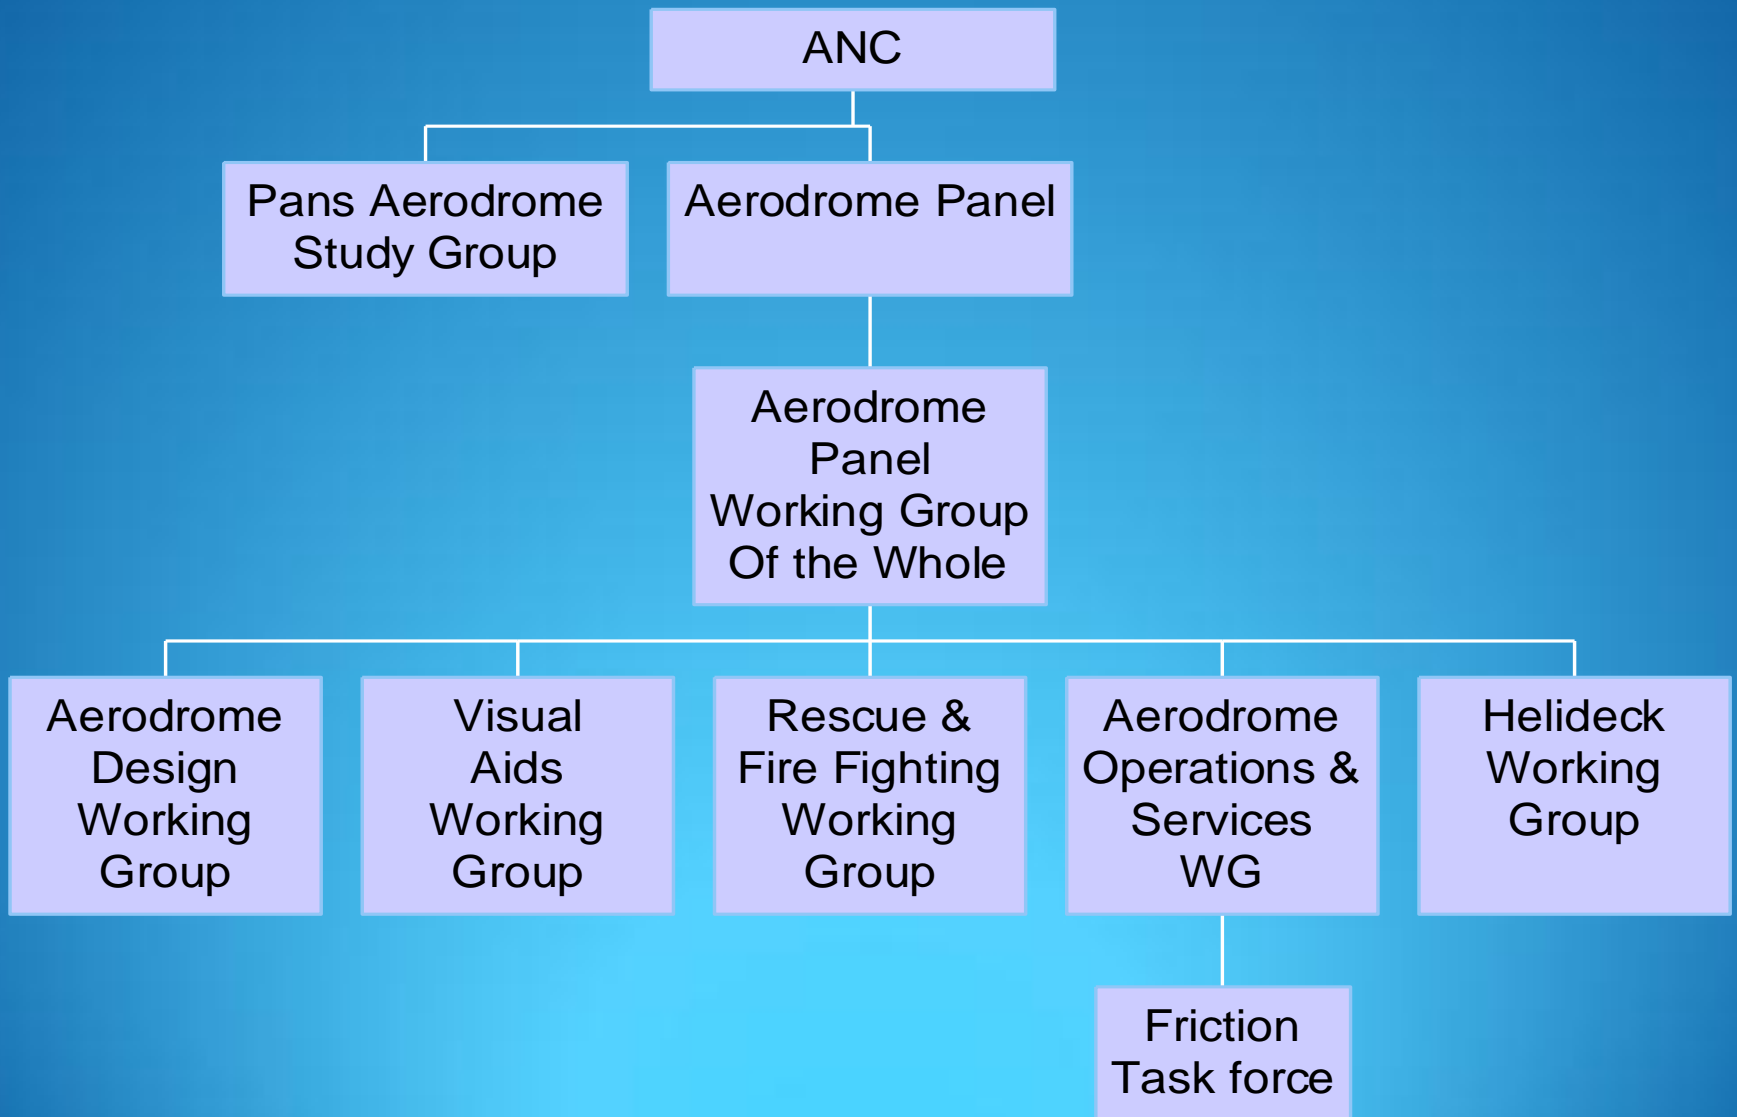 ANC
Pans Aerodrome
Study Group
Aerodrome Panel
Aerodrome
Panel
Working Group
Of the Whole
Aerodrome
Design
Working
Group
Visual
Aids
Working
Group
Rescue &
Fire Fighting
Working
Group
Aerodrome
Operations &
Services
WG
Helideck
Working
Group
Friction
Task force